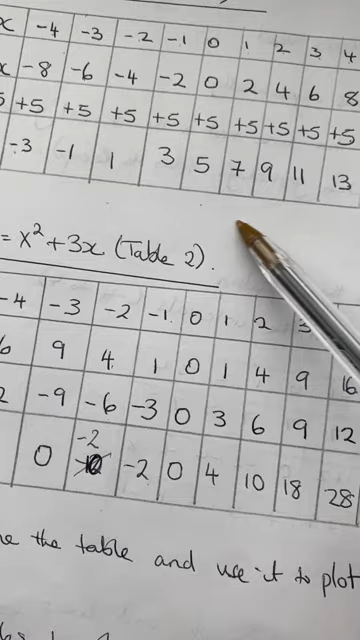 x -4 -3 -2 -1 0 1 2 3 4
x -8 -6 -4 -2 0 2 4 6 8
5 +5 +5 +5 +5 +5 +5 +5 +5 +5
-3 -1 1 3 5 7 9 11 13
= x² + 3x (Table 2).
-4 -3 -2 -1 0 1 2 3
6 9 4 1 0 1 4 9 16
2 -9 -6 -3 0 3 6 9 12
-2
0 -2 0 4 10 18 28
the table and use it to plot